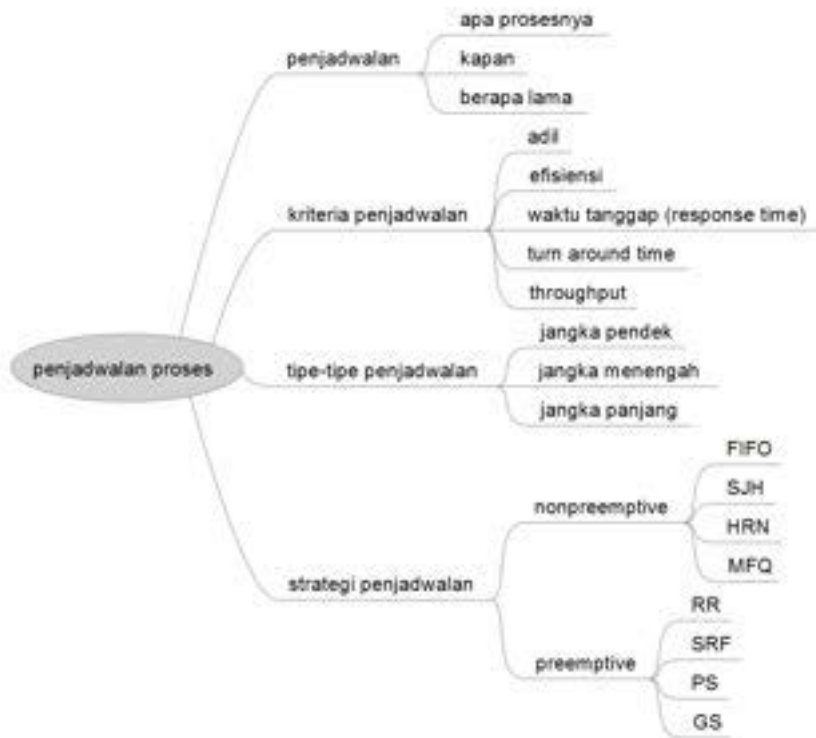 apa prosesnya
penjadwalan
kapan
berapa lama
adil
efisiensi
kriteria penjadwalan
waktu tanggap (response time)
turn around time
throughput
penjadwalan proses
jangka pendek
tipe-tipe penjadwalan
jangka menengah
jangka panjang
FIFO
SJH
nonpreemptive
HRN
MFQ
strategi penjadwalan
RR
SRF
preemptive
PS
GS